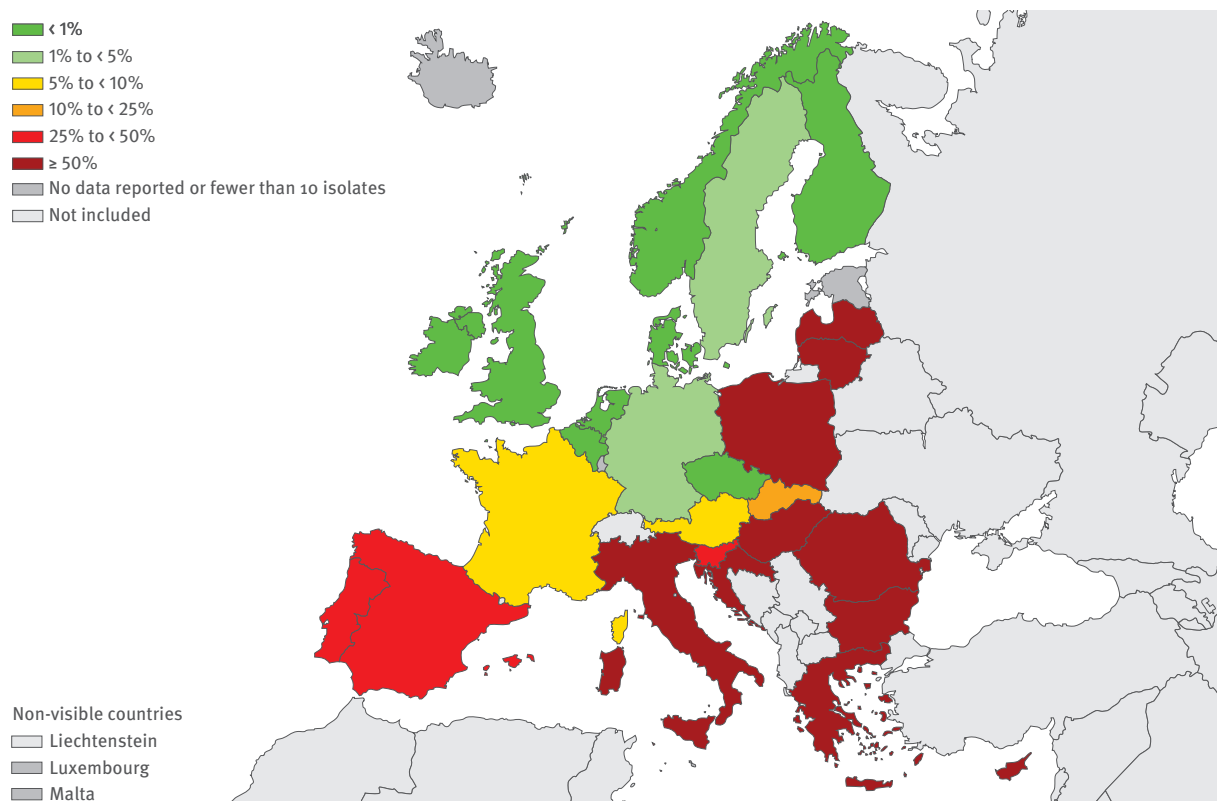 < 1%
1% to < 5%
5% to < 10%
10% to < 25%
25% to < 50%
≥ 50%
No data reported or fewer than 10 isolates
Not included
Non-visible countries
Liechtenstein
Luxembourg
Malta